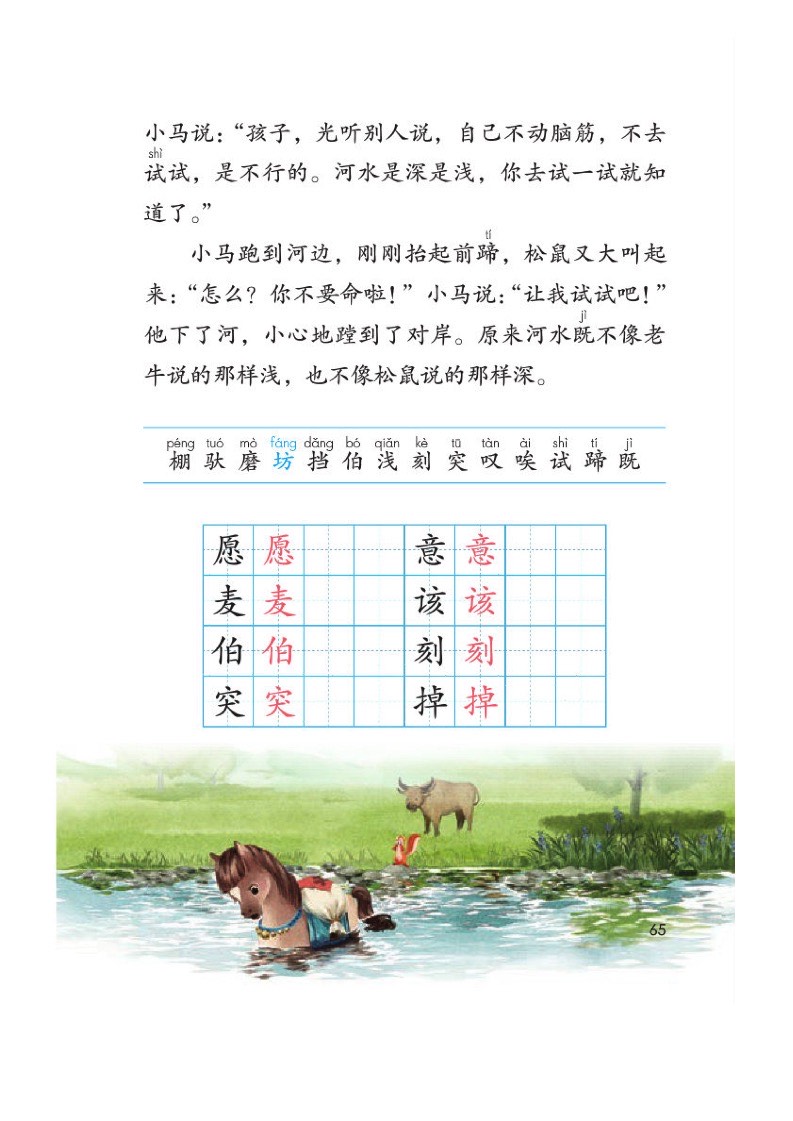 小马说：“孩子，光听别人说，自己不动脑筋，不去
shì
试试，是不行的。河水是深是浅，你去试一试就知
道了。”
tí
小马跑到河边，刚刚抬起前蹄，松鼠又大叫起
来：“怎么？你不要命啦！”小马说：“让我试试吧！”
jì
他下了河，小心地蹚到了对岸。原来河水既不像老
牛说的那样浅，也不像松鼠说的那样深。
péng tuó mò fáng dǎng bó qiǎn kè tū tàn ài shì tí jì
棚 驮 磨 坊 挡 伯 浅 刻 突 叹 唉 试 蹄 既
愿 愿 意 意
麦 麦 该 该
伯 伯 刻 刻
突 突 掉 掉
65